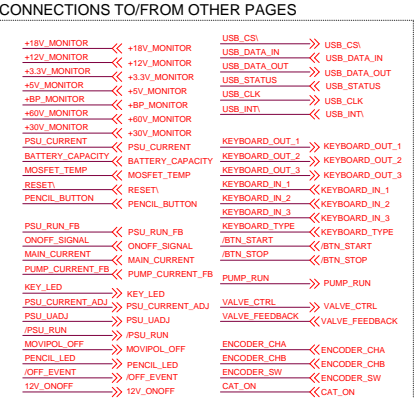 CONNECTIONS TO/FROM OTHER PAGES
+18V_MONITOR +18V_MONITOR
+12V_MONITOR +12V_MONITOR
+3.3V_MONITOR +3.3V_MONITOR
+5V_MONITOR +5V_MONITOR
+BP_MONITOR +BP_MONITOR
+60V_MONITOR +60V_MONITOR
+30V_MONITOR +30V_MONITOR
PSU_CURRENT PSU_CURRENT
BATTERY_CAPACITY BATTERY_CAPACITY
MOSFET_TEMP MOSFET_TEMP
RESET\ RESET\
PENCIL_BUTTON PENCIL_BUTTON
PSU_RUN_FB PSU_RUN_FB
ONOFF_SIGNAL ONOFF_SIGNAL
MAIN_CURRENT MAIN_CURRENT
PUMP_CURRENT_FB PUMP_CURRENT_FB
KEY_LED KEY_LED
PSU_CURRENT_ADJ PSU_CURRENT_ADJ
PSU_UADJ PSU_UADJ
/PSU_RUN /PSU_RUN
MOVIPOL_OFF MOVIPOL_OFF
PENCIL_LED PENCIL_LED
/OFF_EVENT /OFF_EVENT
12V_ONOFF 12V_ONOFF
USB_CS\ USB_CS\
USB_DATA_IN USB_DATA_IN
USB_DATA_OUT USB_DATA_OUT
USB_STATUS USB_STATUS
USB_CLK USB_CLK
USB_INT\ USB_INT\
KEYBOARD_OUT_1 KEYBOARD_OUT_1
KEYBOARD_OUT_2 KEYBOARD_OUT_2
KEYBOARD_OUT_3 KEYBOARD_OUT_3
KEYBOARD_IN_1 KEYBOARD_IN_1
KEYBOARD_IN_2 KEYBOARD_IN_2
KEYBOARD_IN_3 KEYBOARD_IN_3
KEYBOARD_TYPE KEYBOARD_TYPE
/BTN_START /BTN_START
/BTN_STOP /BTN_STOP
PUMP_RUN PUMP_RUN
VALVE_CTRL VALVE_CTRL
VALVE_FEEDBACK VALVE_FEEDBACK
ENCODER_CHA ENCODER_CHA
ENCODER_CHB ENCODER_CHB
ENCODER_SW ENCODER_SW
CAT_ON CAT_ON